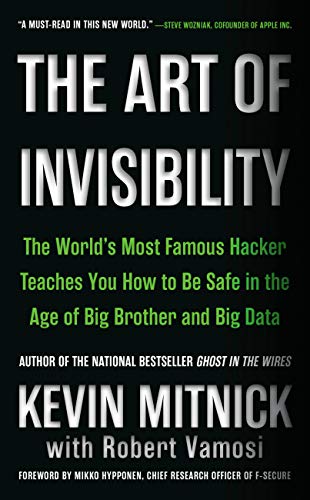 "A MUST-READ IN THIS NEW WORLD." —STEVE WOZNIAK, COFOUNDER OF APPLE INC.
THE ART OF
INVISIBILITY
The World's Most Famous Hacker
Teaches You How to Be Safe in the
Age of Big Brother and Big Data
AUTHOR OF THE NATIONAL BESTSELLER GHOST IN THE WIRES
KEVIN MITNICK
with Robert Vamosi
FOREWORD BY MIKKO HYPPONEN, CHIEF RESEARCH OFFICER OF F-SECURE